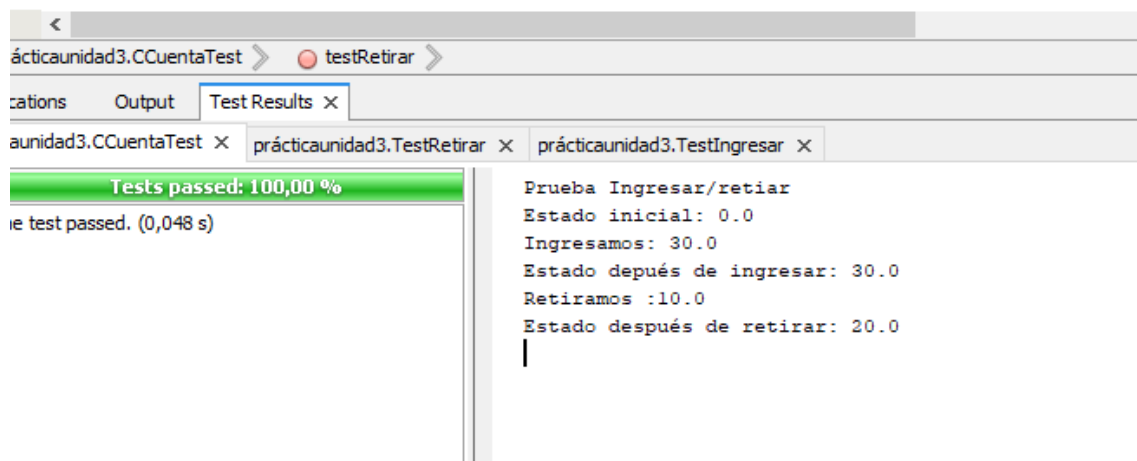 ácticaunidad3.CCuentaTest testRetirar
cations Output Test Results
aunidad3.CCuentaTest prácticaunidad3.TestRetirar prácticaunidad3.TestIngresar
Tests passed: 100,00 %
ne test passed. (0,048 s)
Prueba Ingresar/retiar
Estado inicial: 0.0
Ingresamos: 30.0
Estado depués de ingresar: 30.0
Retiramos :10.0
Estado después de retirar: 20.0